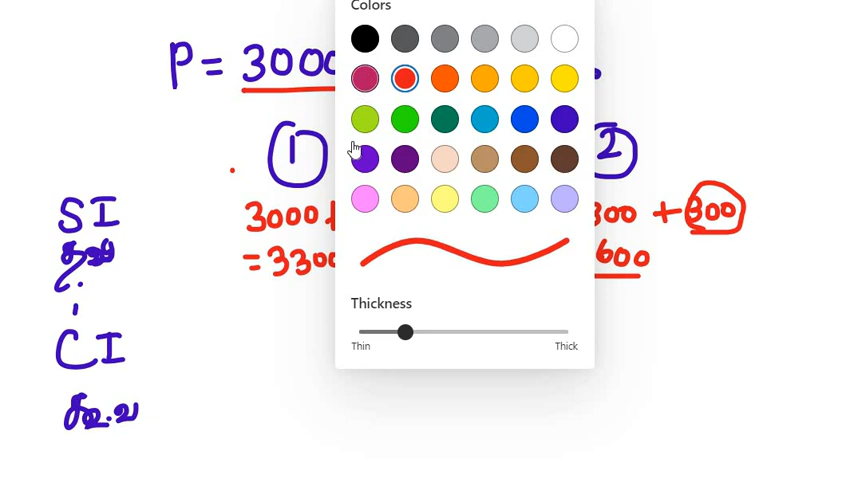 Colors
P = 3000
1
2
SI
3000
300 + 300
= 3300
600
Thickness
Thin
Thick
CI
கூ.வ